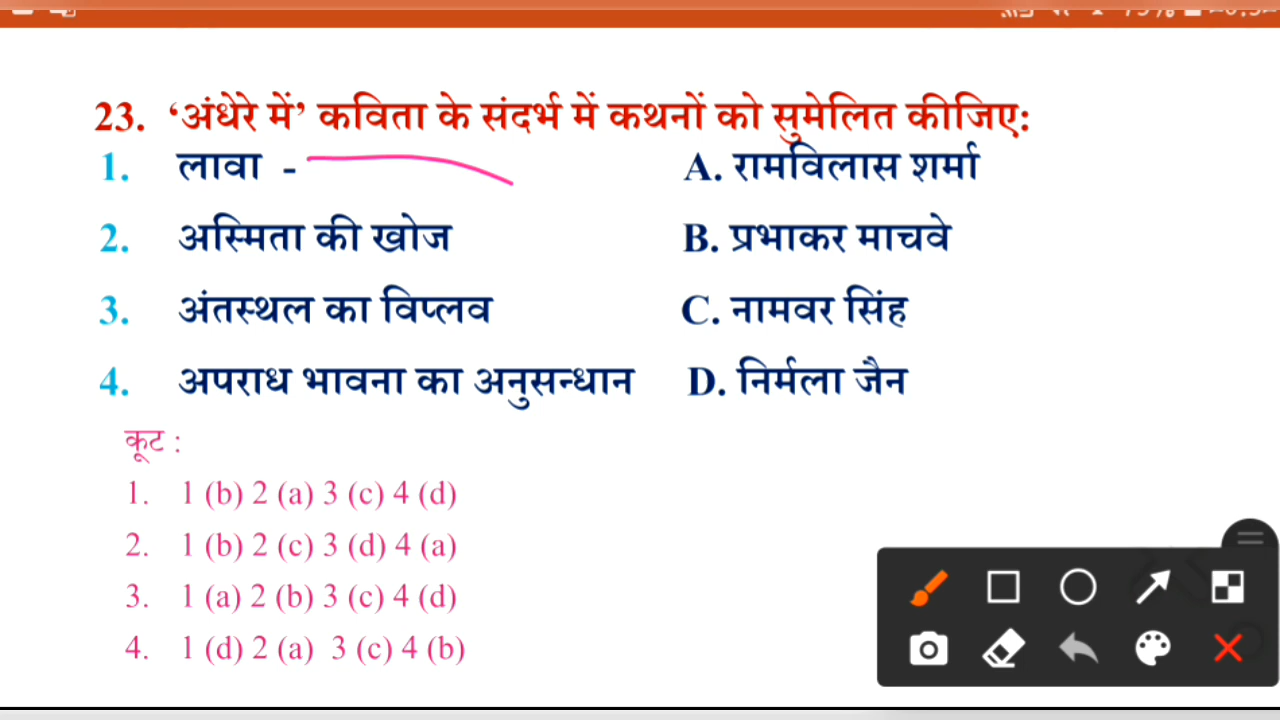 23. ‘अंधेरे में’ कविता के संदर्भ में कथनों को सुमेलित कीजिए:
1. लावा - A. रामविलास शर्मा
2. अस्मिता की खोज B. प्रभाकर माचवे
3. अंतस्थल का विप्लव C. नामवर सिंह
4. अपराध भावना का अनुसन्धान D. निर्मला जैन
कूट :
1. 1 (b) 2 (a) 3 (c) 4 (d)
2. 1 (b) 2 (c) 3 (d) 4 (a)
3. 1 (a) 2 (b) 3 (c) 4 (d)
4. 1 (d) 2 (a) 3 (c) 4 (b)